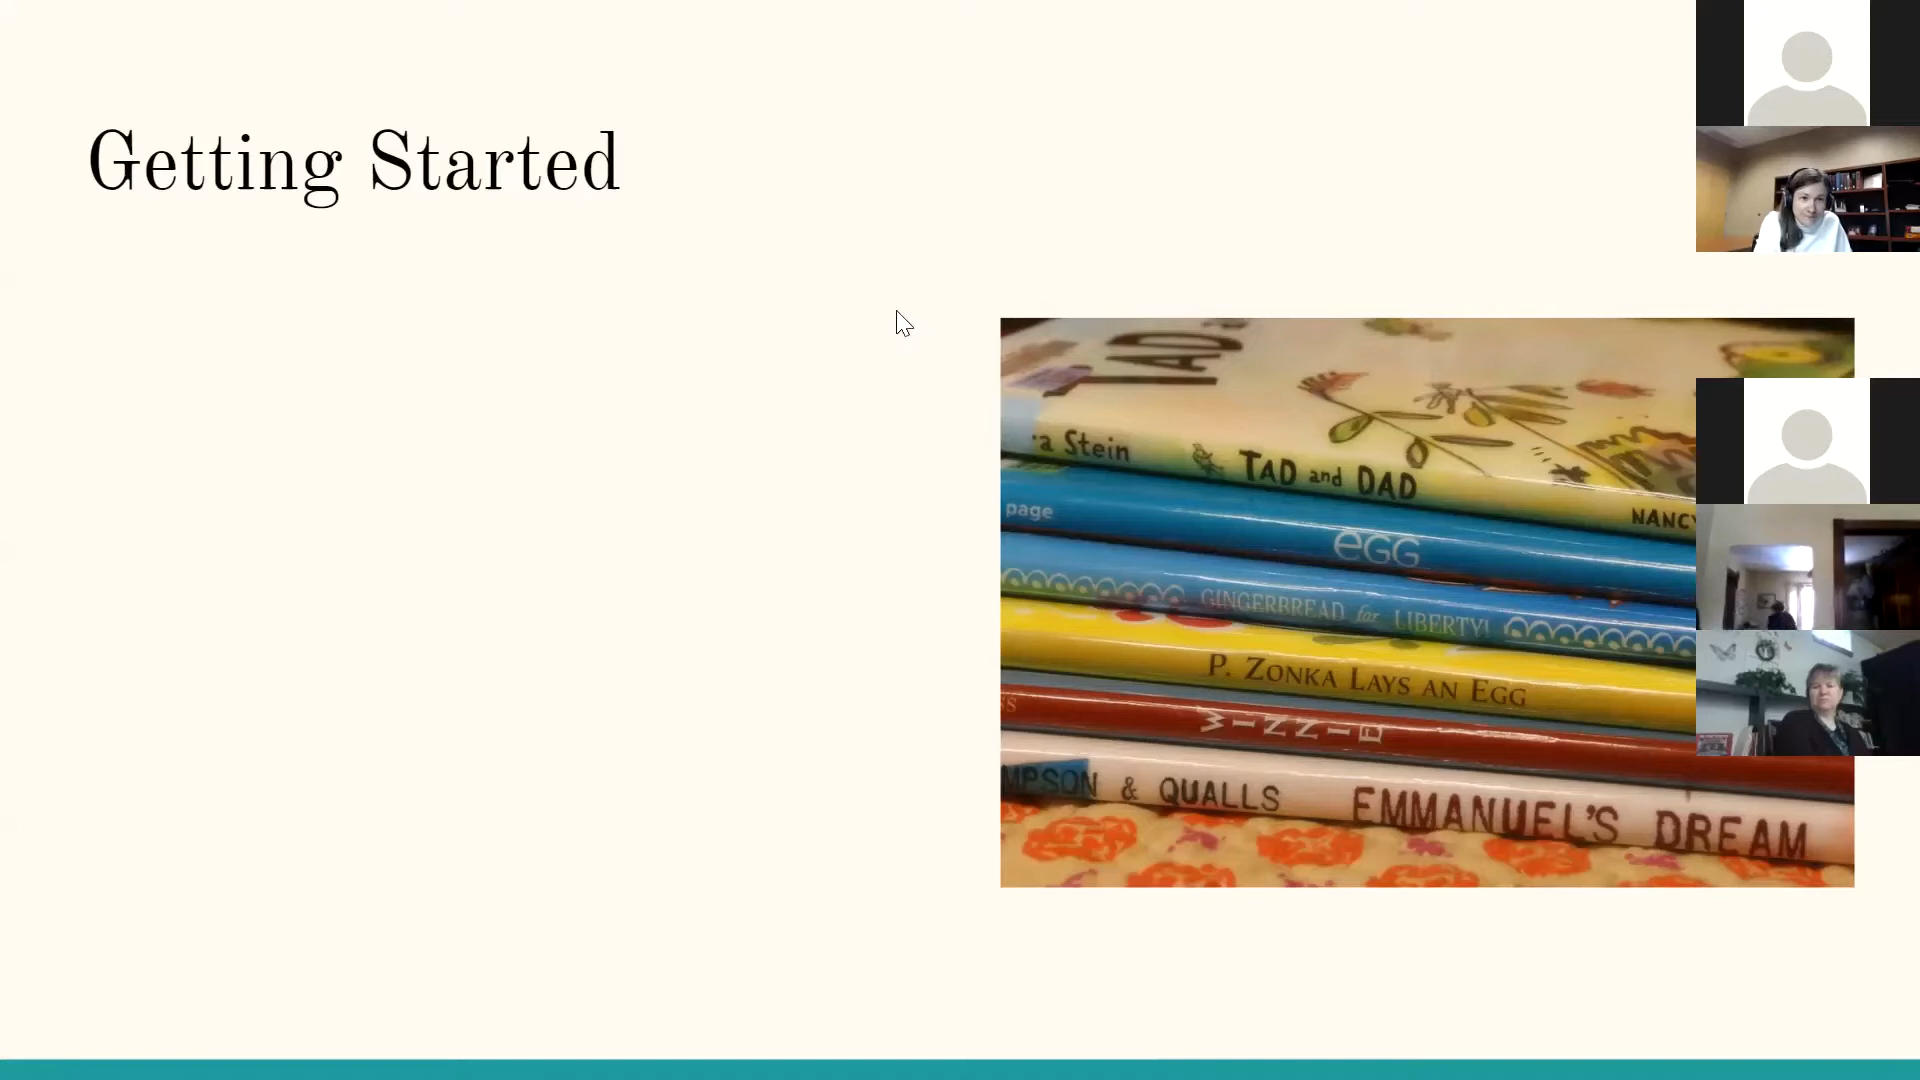 Getting Started
TAD
a Stein TAD and DAD NANCY
page EGG
GINGERBREAD for LIBERTY!
P. ZONKA LAYS AN EGG
WINNIE
MPSON & QUALLS EMMANUEL'S DREAM